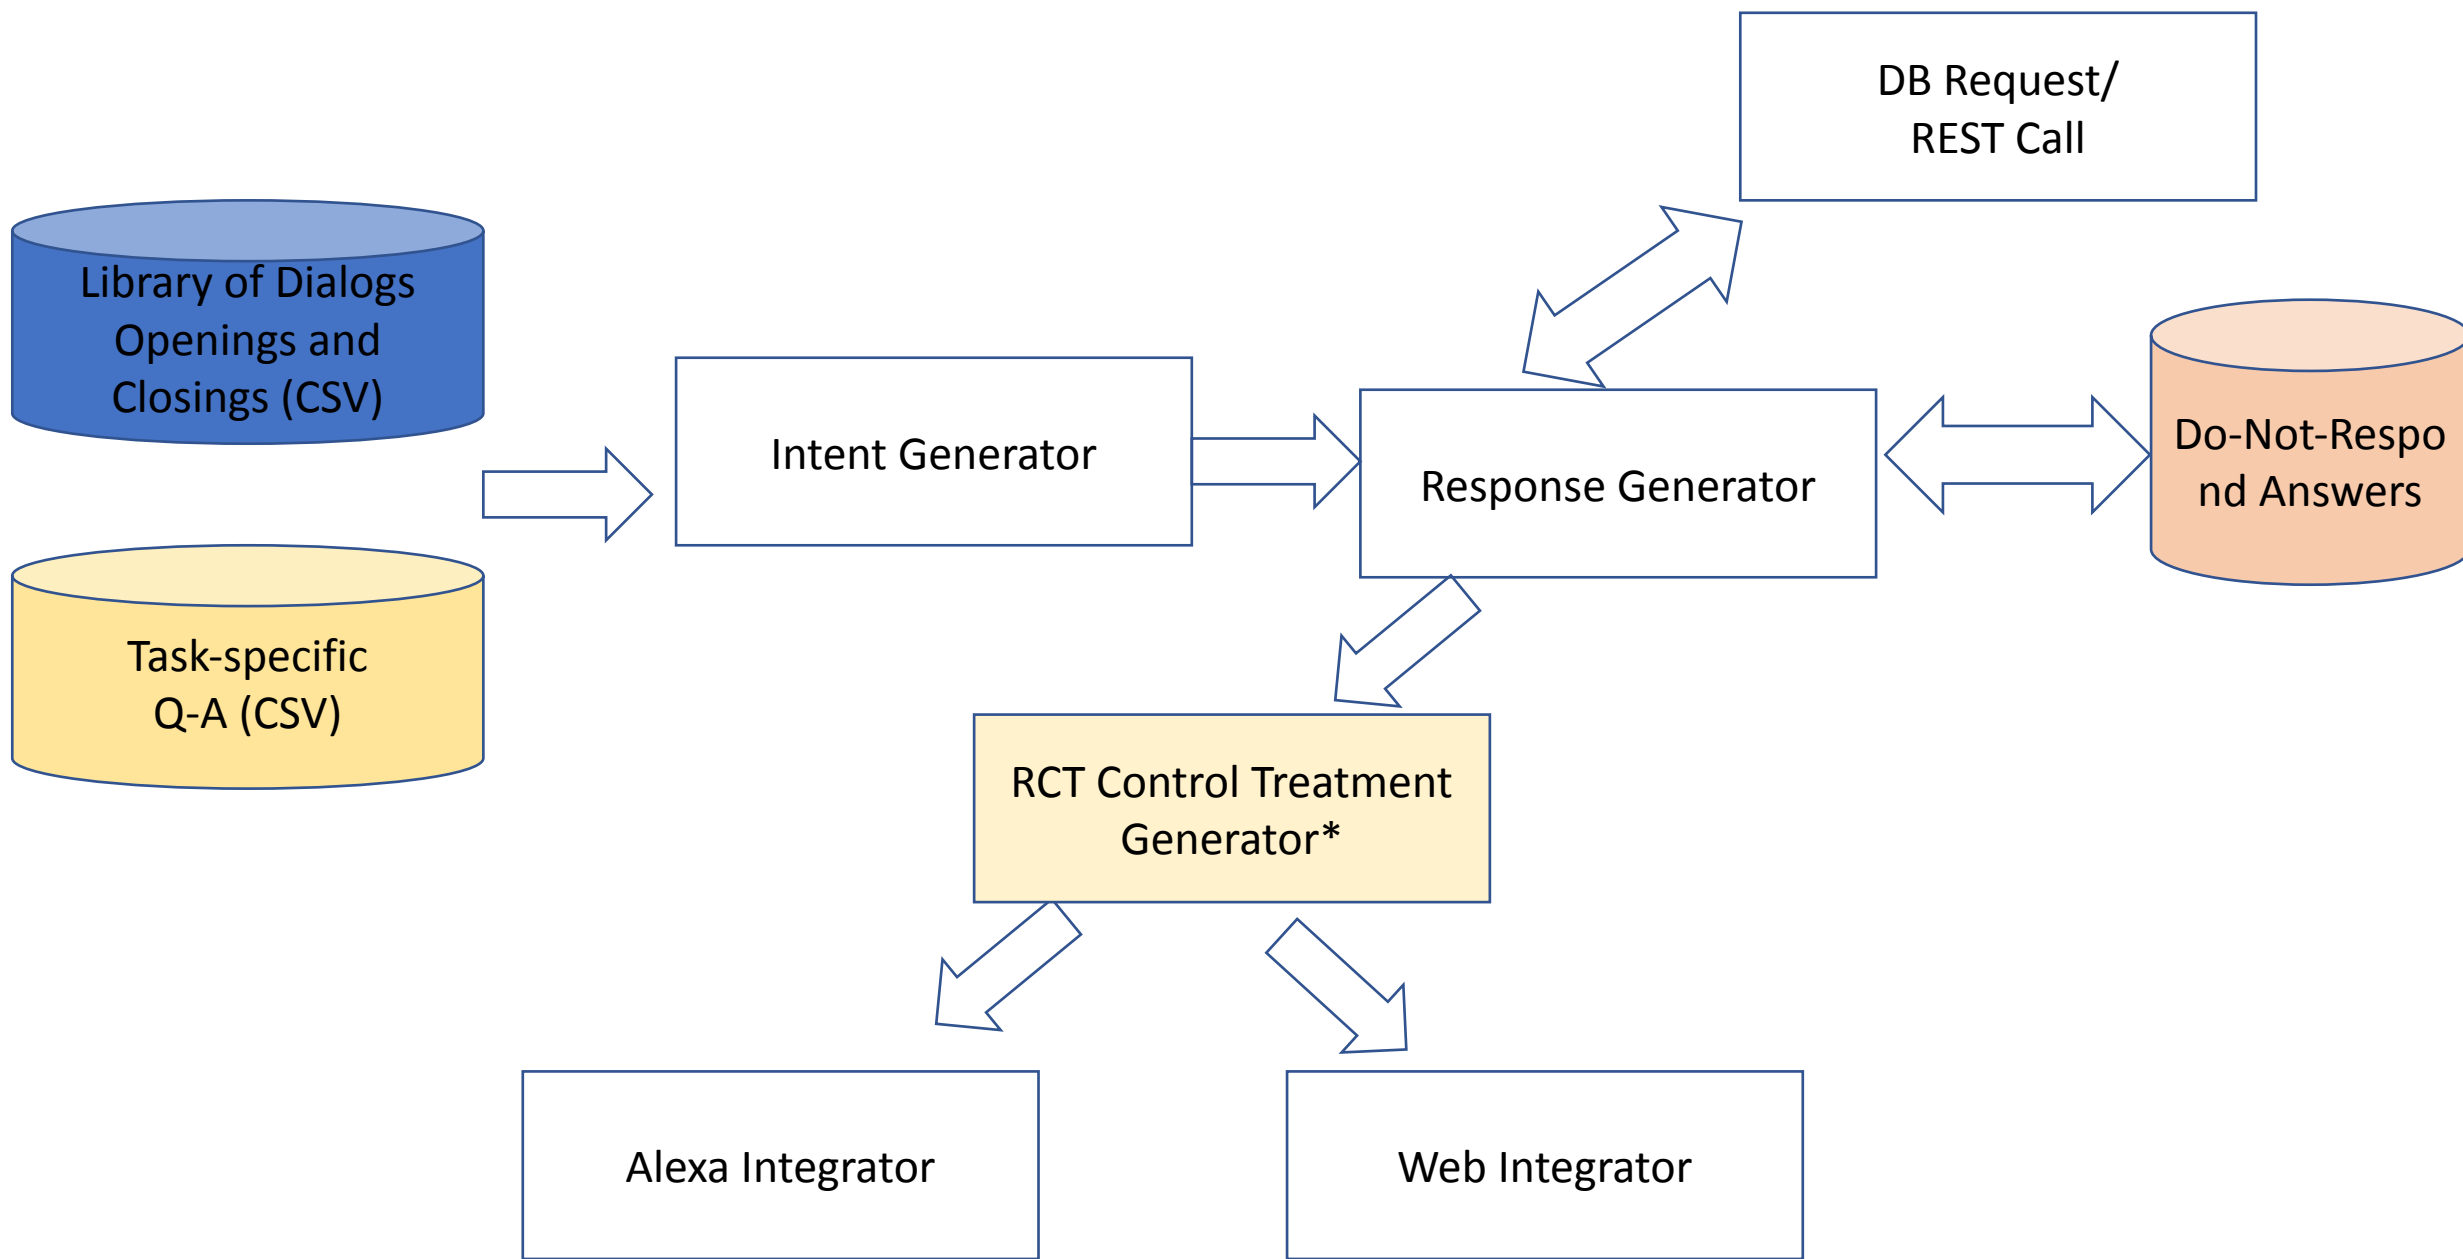 DB Request/
REST Call
Library of Dialogs
Openings and
Closings (CSV)
Intent Generator
Response Generator
Do-Not-Respo
nd Answers
Task-specific
Q-A (CSV)
RCT Control Treatment
Generator*
Alexa Integrator
Web Integrator